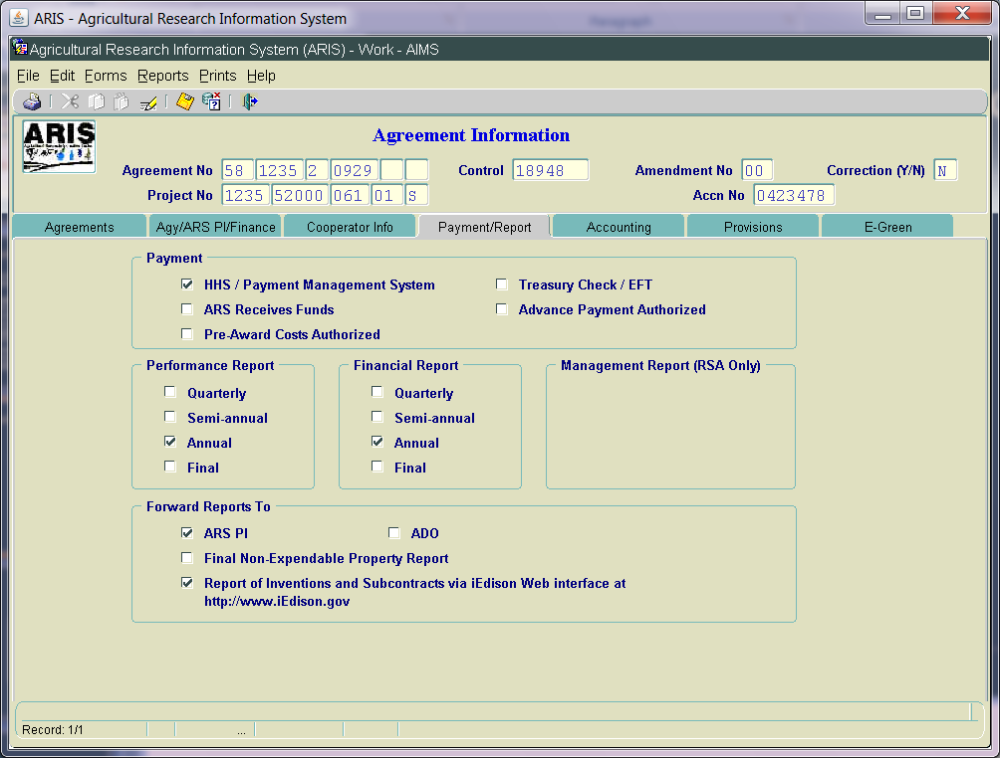 ARIS - Agricultural Research Information System
Agricultural Research Information System (ARIS) - Work - AIMS
File Edit Forms Reports Prints Help
ARIS
Agreement Information
Agreement No 58 1235 2 0929 Control 18948 Amendment No 00 Correction (Y/N) N
Project No 1235 52000 061 01 S Accn No 0423478
Agreements Agy/ARS PI/Finance Cooperator Info Payment/Report Accounting Provisions E-Green
Payment
HHS / Payment Management System Treasury Check / EFT
ARS Receives Funds Advance Payment Authorized
Pre-Award Costs Authorized
Performance Report Financial Report Management Report (RSA Only)
Quarterly Quarterly
Semi-annual Semi-annual
Annual Annual
Final Final
Forward Reports To
ARS PI ADO
Final Non-Expendable Property Report
Report of Inventions and Subcontracts via iEdison Web interface at
http://www.iEdison.gov
Record: 1/1 ...